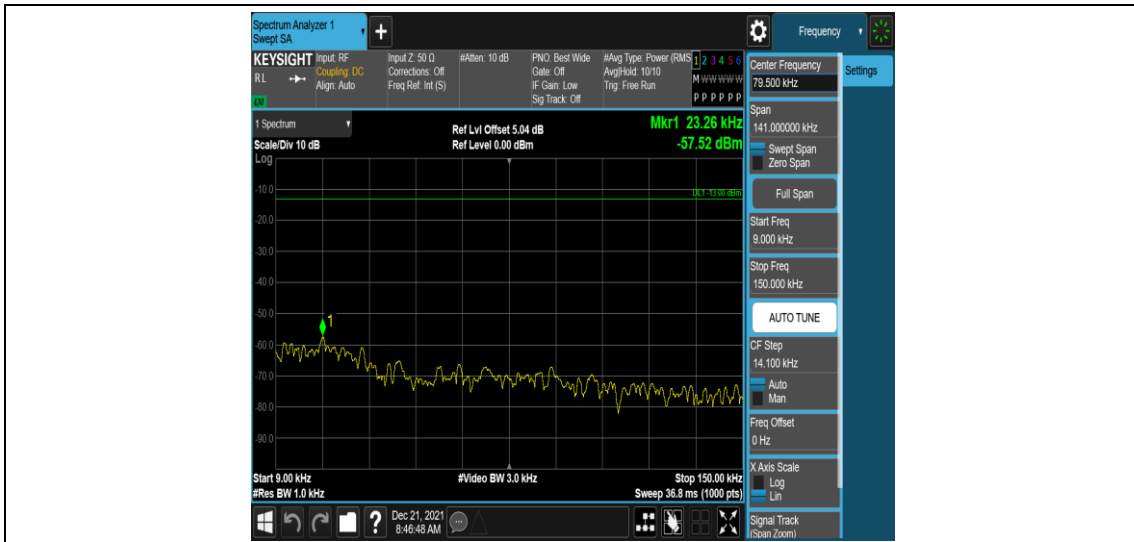 Spectrum Analyzer 1
Swept SA
+
Frequency
KEYSIGHT
RL
Input: RF
Coupling: DC
Align: Auto
Input Z: 50 Ω
Corrections: Off
Freq Ref: Int (S)
#Atten: 10 dB
PNO: Best Wide
Gate: Off
IF Gain: Low
Sig Track: Off
#Avg Type: Power (RMS
Avg|Hold: 10/10
Trig: Free Run
1 2 3 4 5 6
M W W W W W
P P P P P P
1 Spectrum
Scale/Div 10 dB
Log
Ref Lvl Offset 5.04 dB
Ref Level 0.00 dBm
Mkr1 23.26 kHz
-57.52 dBm
DL1 -13.00 dBm
-10.0
-20.0
-30.0
-40.0
-50.0
-60.0
-70.0
-80.0
-90.0
1
Start 9.00 kHz
#Res BW 1.0 kHz
#Video BW 3.0 kHz
Stop 150.00 kHz
Sweep 36.8 ms (1000 pts)
Dec 21, 2021
8:46:48 AM
Center Frequency
79.500 kHz
Settings
Span
141.000000 kHz
Swept Span
Zero Span
Full Span
Start Freq
9.000 kHz
Stop Freq
150.000 kHz
AUTO TUNE
CF Step
14.100 kHz
Auto
Man
Freq Offset
0 Hz
X Axis Scale
Log
Lin
Signal Track
(Span Zoom)